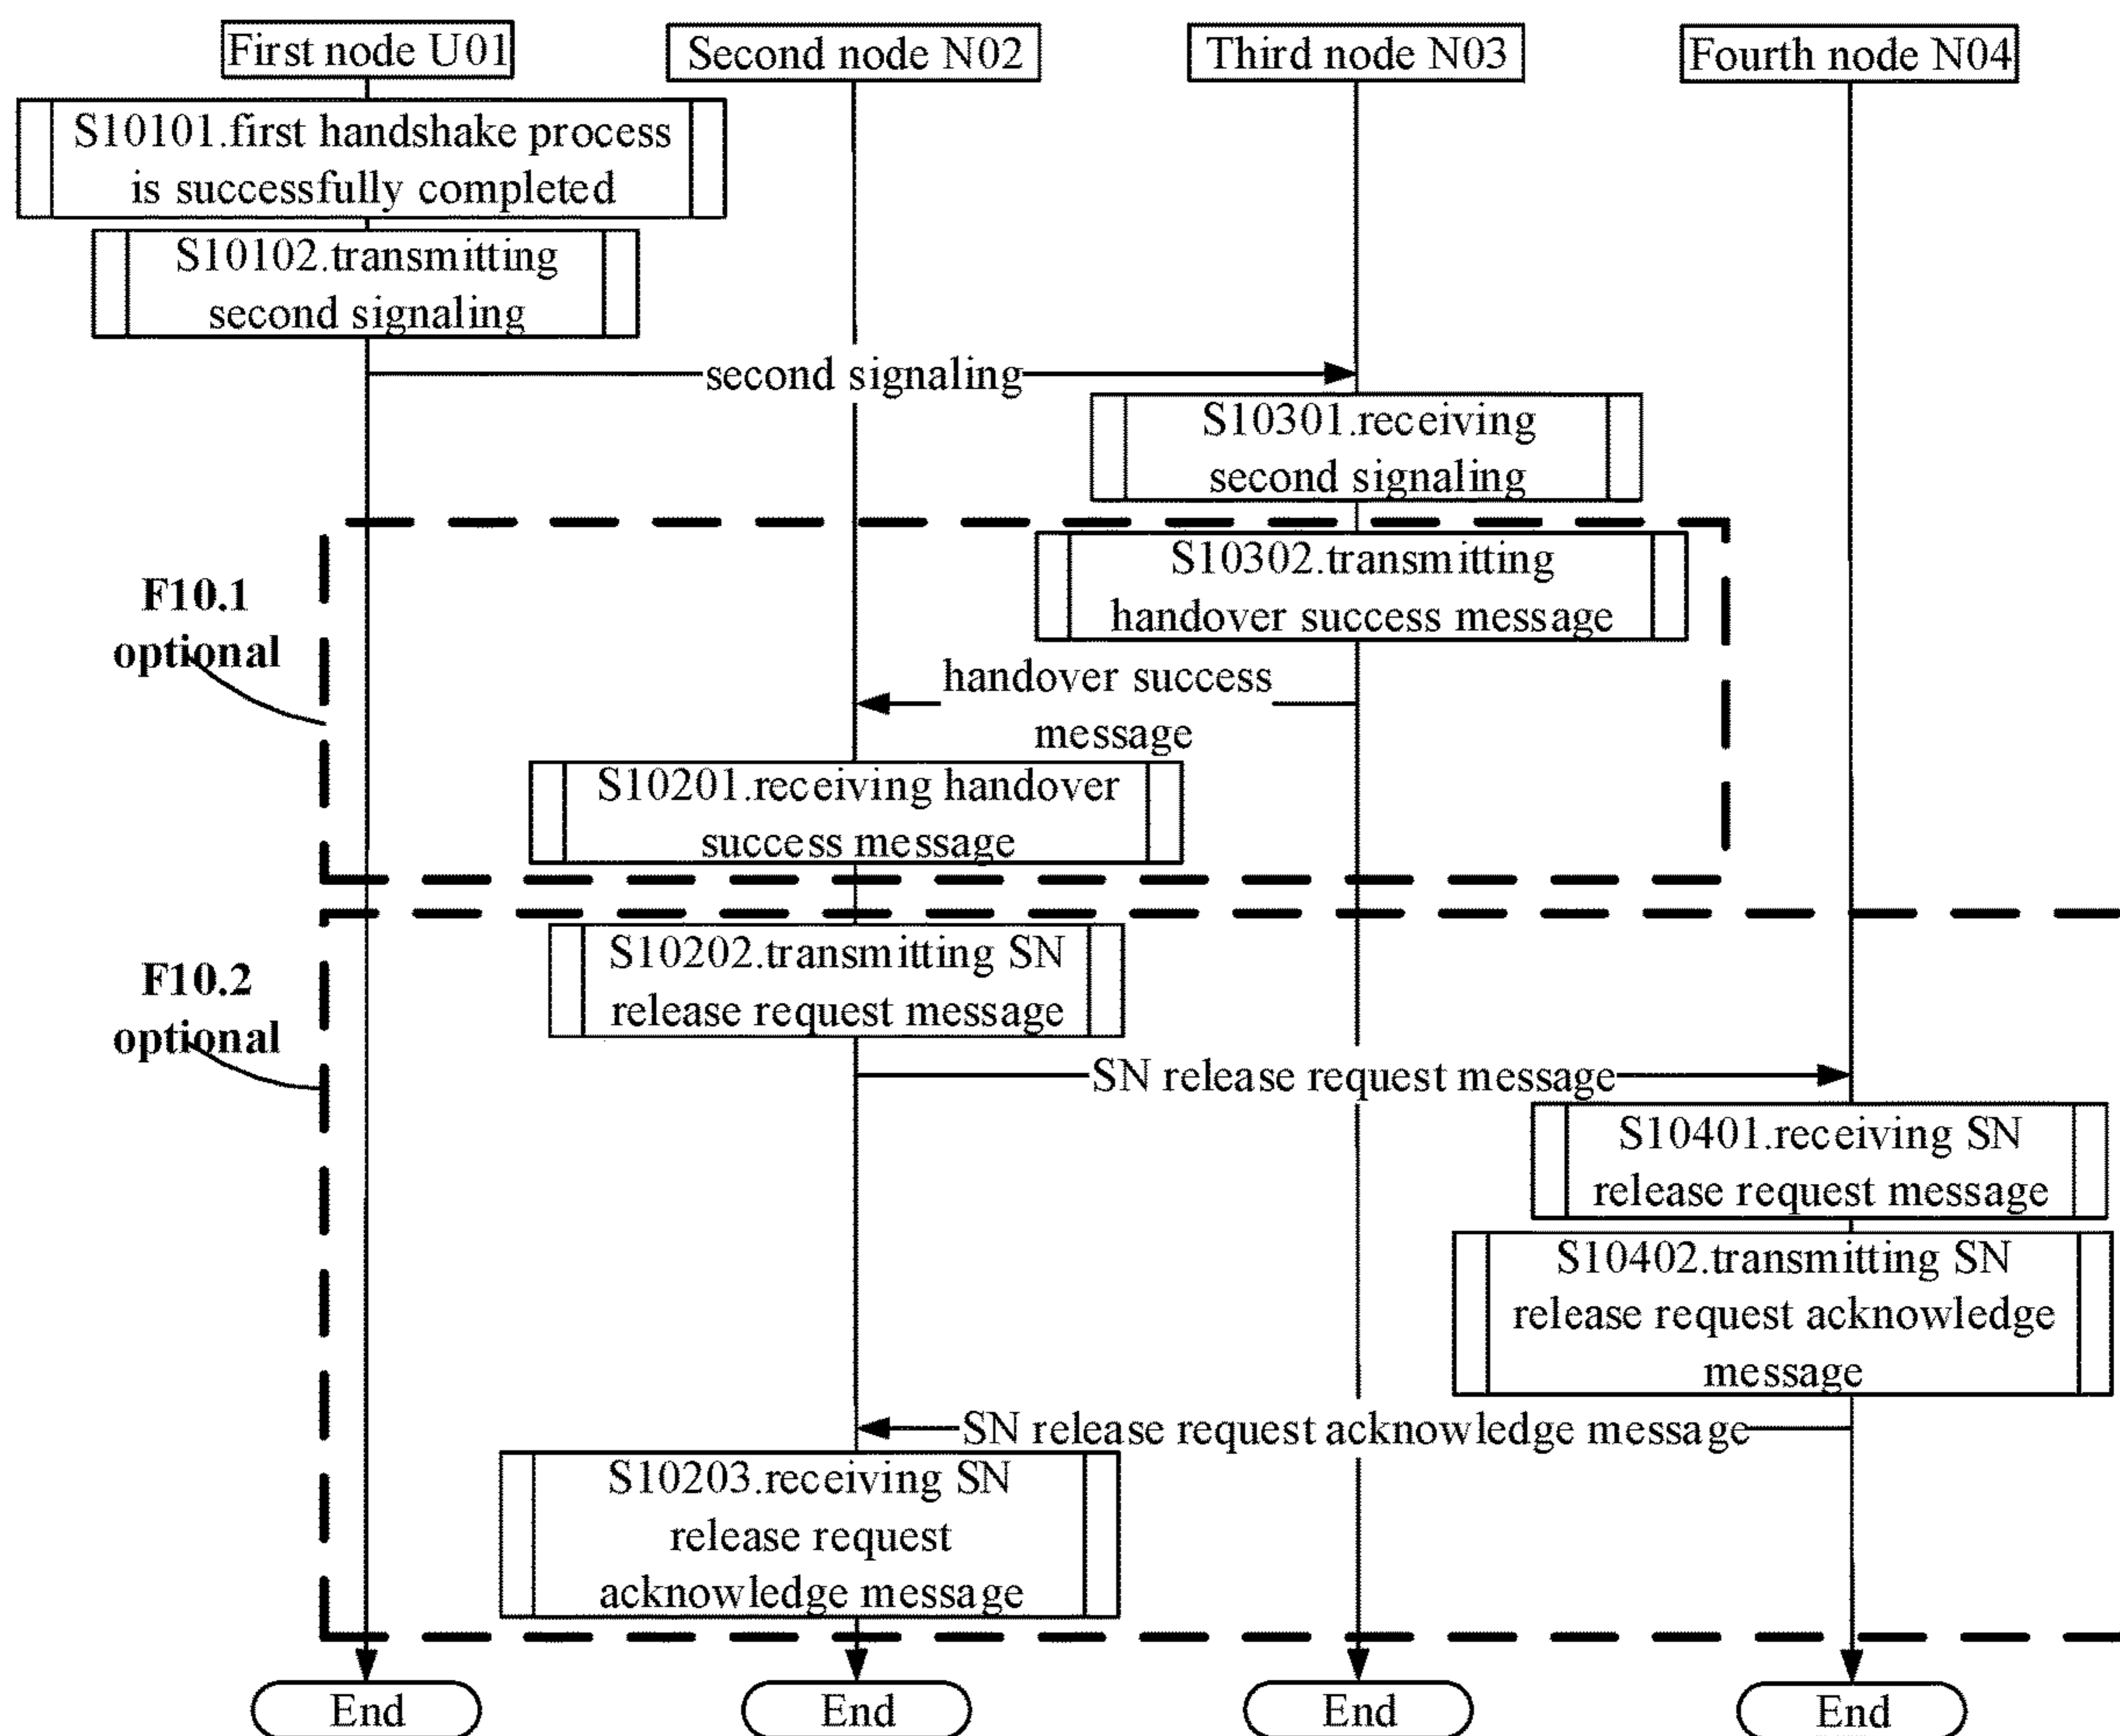 First node U01
Second node N02
Third node N03
Fourth node N04
S10101.first handshake process
is successfully completed
S10102.transmitting
second signaling
second signaling
S10301.receiving
second signaling
F10.1
optional
S10302.transmitting
handover success message
handover success
message
S10201.receiving handover
success message
F10.2
optional
S10202.transmitting SN
release request message
SN release request message
S10401.receiving SN
release request message
S10402.transmitting SN
release request acknowledge
message
SN release request acknowledge message
S10203.receiving SN
release request
acknowledge message
End
End
End
End